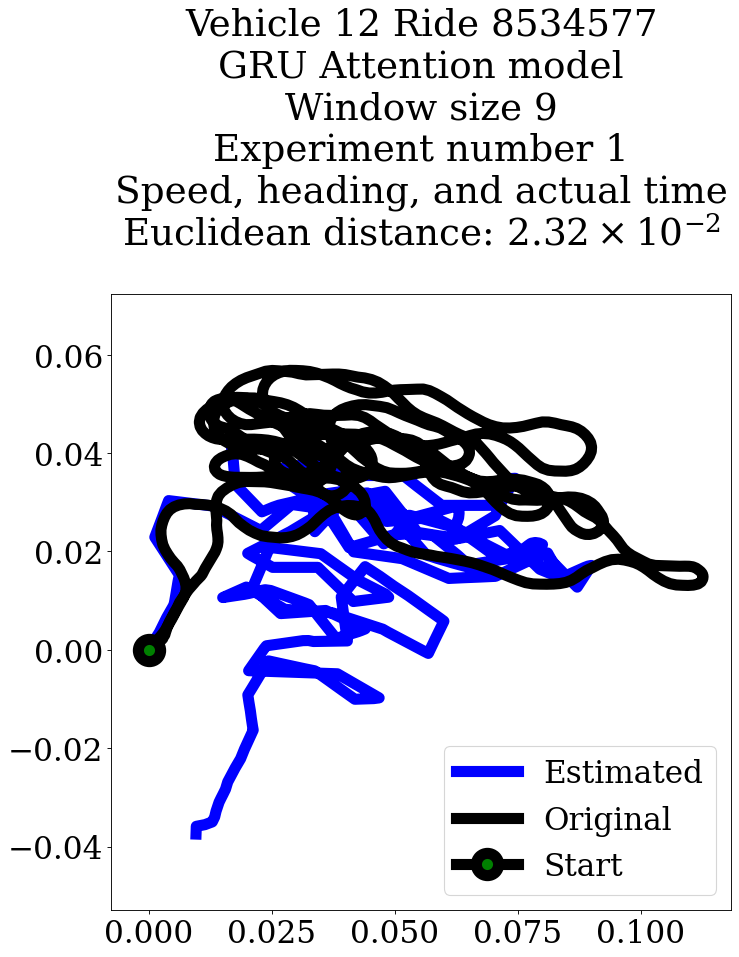 Vehicle 12 Ride 8534577
GRU Attention model
Window size 9
Experiment number 1
Speed, heading, and actual time
Euclidean distance: 2.32 × 10⁻²
0.06
0.04
0.02
0.00
−0.02
−0.04
0.000 0.025 0.050 0.075 0.100
Estimated
Original
Start